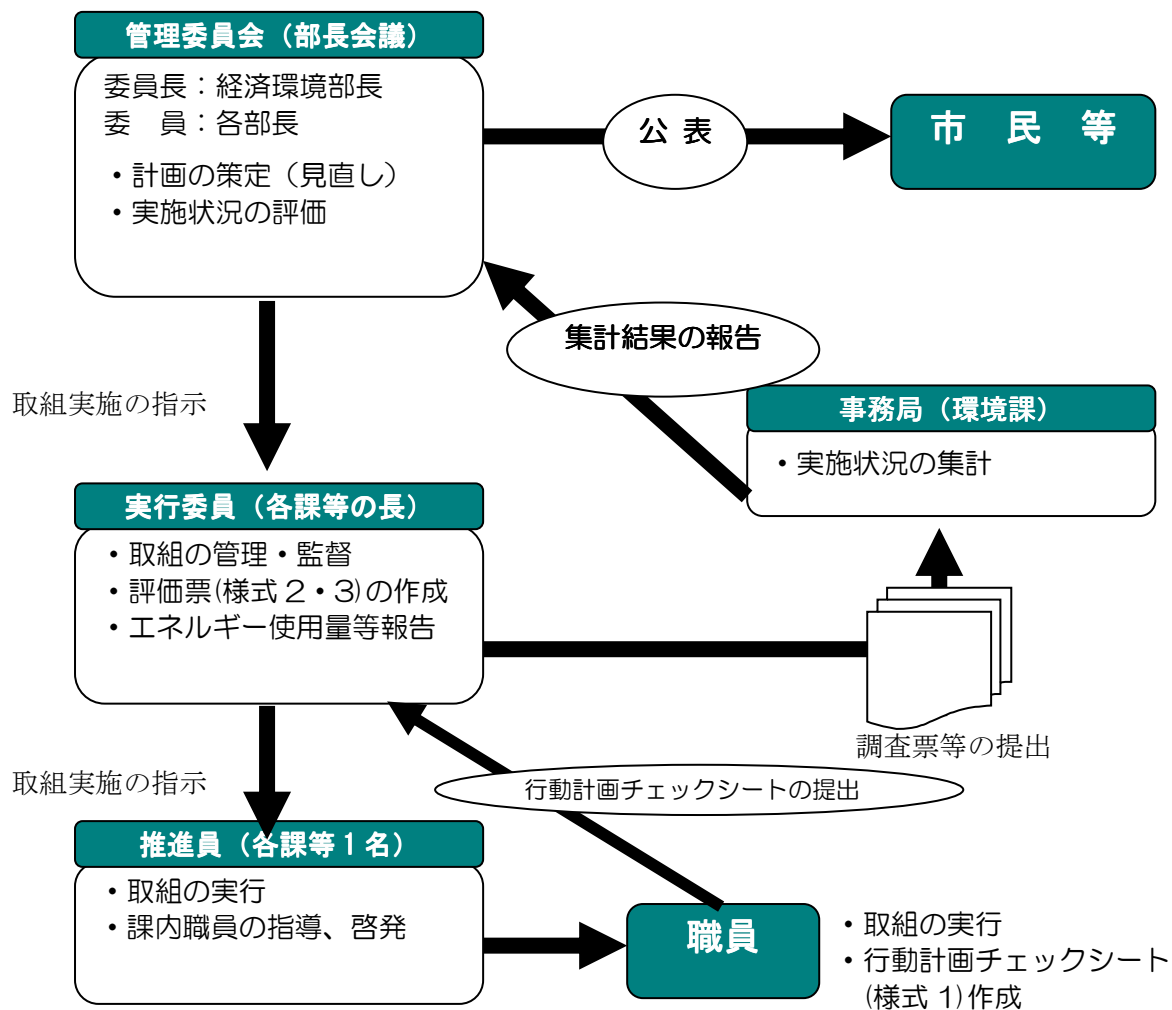 管理委員会（部長会議）
委員長：経済環境部長
委　員：各部長
・計画の策定（見直し）
・実施状況の評価
公 表
市　民　等
集計結果の報告
取組実施の指示
事務局（環境課）
・実施状況の集計
実行委員（各課等の長）
・取組の管理・監督
・評価票(様式２・３)の作成
・エネルギー使用量等報告
調査票等の提出
取組実施の指示
行動計画チェックシートの提出
推進員（各課等１名）
・取組の実行
・課内職員の指導、啓発
職員
・取組の実行
・行動計画チェックシート
(様式 1)作成